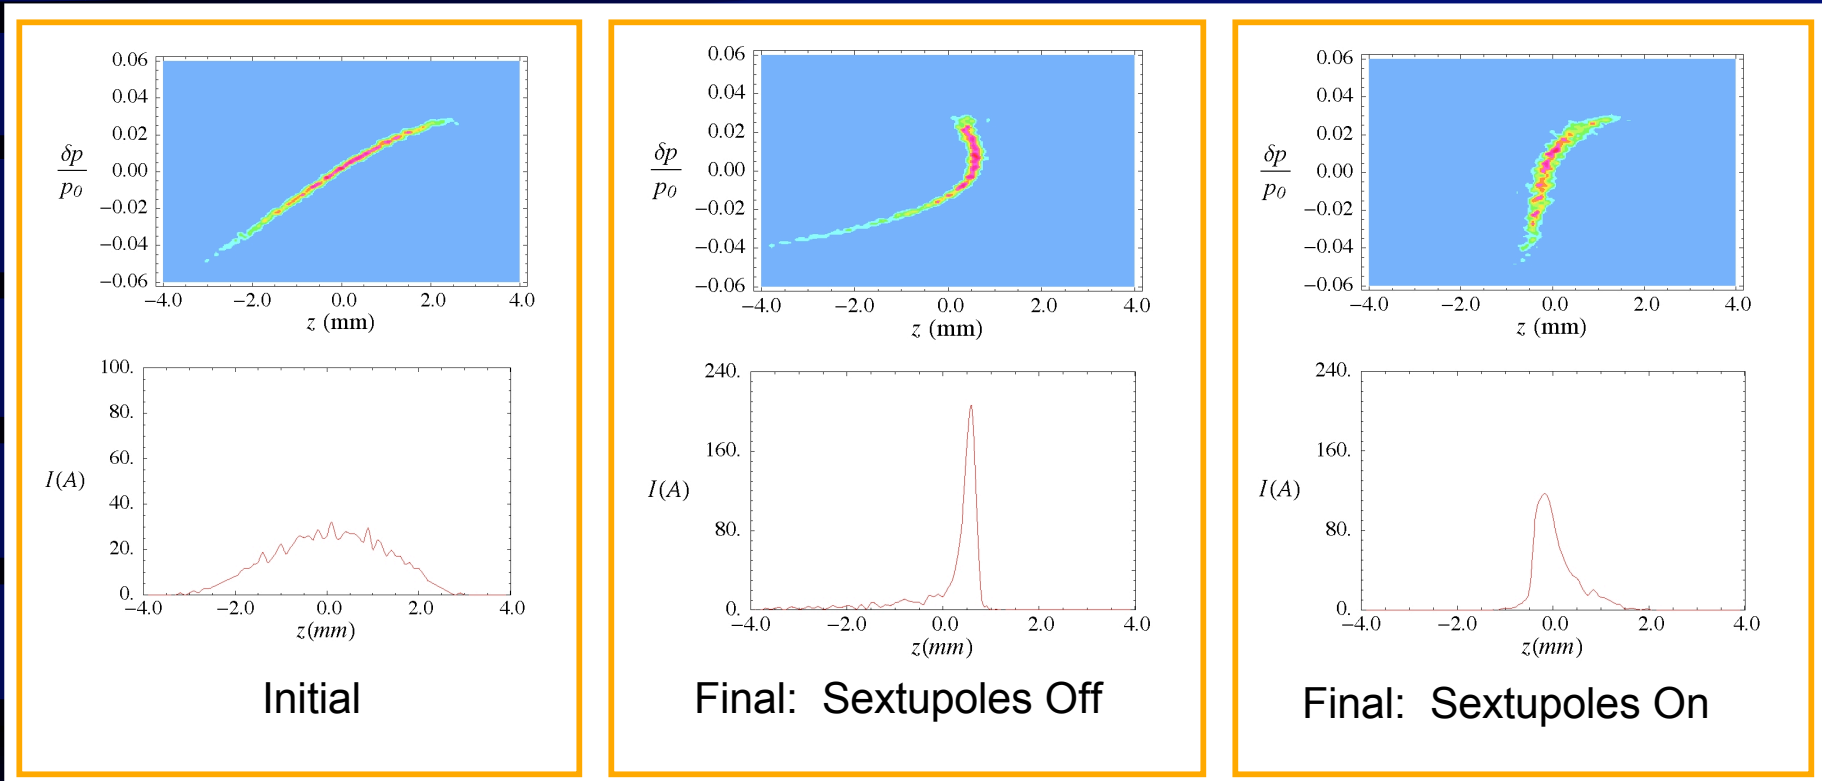 0.06
0.04
0.02
0.00
−0.02
−0.04
−0.06
δp
p0
−4.0 −2.0 0.0 2.0 4.0
z (mm)
100.
80.
60.
40.
20.
0.
I(A)
−4.0 −2.0 0.0 2.0 4.0
z(mm)
Initial
0.06
0.04
0.02
0.00
−0.02
−0.04
−0.06
δp
p0
−4.0 −2.0 0.0 2.0 4.0
z (mm)
240.
160.
80.
0.
I(A)
−4.0 −2.0 0.0 2.0 4.0
z(mm)
Final: Sextupoles Off
0.06
0.04
0.02
0.00
−0.02
−0.04
−0.06
δp
p0
−4.0 −2.0 0.0 2.0 4.0
z (mm)
240.
160.
80.
0.
I(A)
−4.0 −2.0 0.0 2.0 4.0
z(mm)
Final: Sextupoles On